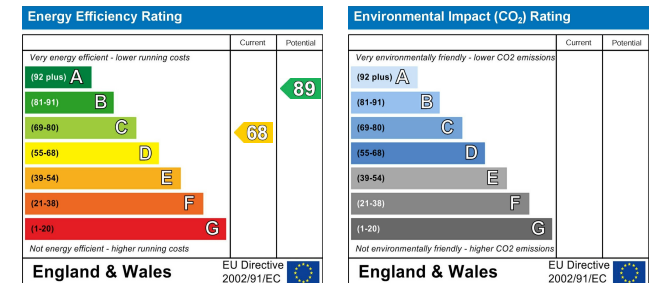 Energy Efficiency Rating
Current Potential
Very energy efficient - lower running costs
(92 plus) A
(81-91) B
(69-80) C
(55-68) D
(39-54) E
(21-38) F
(1-20) G
68
89
Not energy efficient - higher running costs
England & Wales
EU Directive
2002/91/EC
Environmental Impact (CO₂) Rating
Current Potential
Very environmentally friendly - lower CO2 emissions
(92 plus) A
(81-91) B
(69-80) C
(55-68) D
(39-54) E
(21-38) F
(1-20) G
Not environmentally friendly - higher CO2 emissions
England & Wales
EU Directive
2002/91/EC